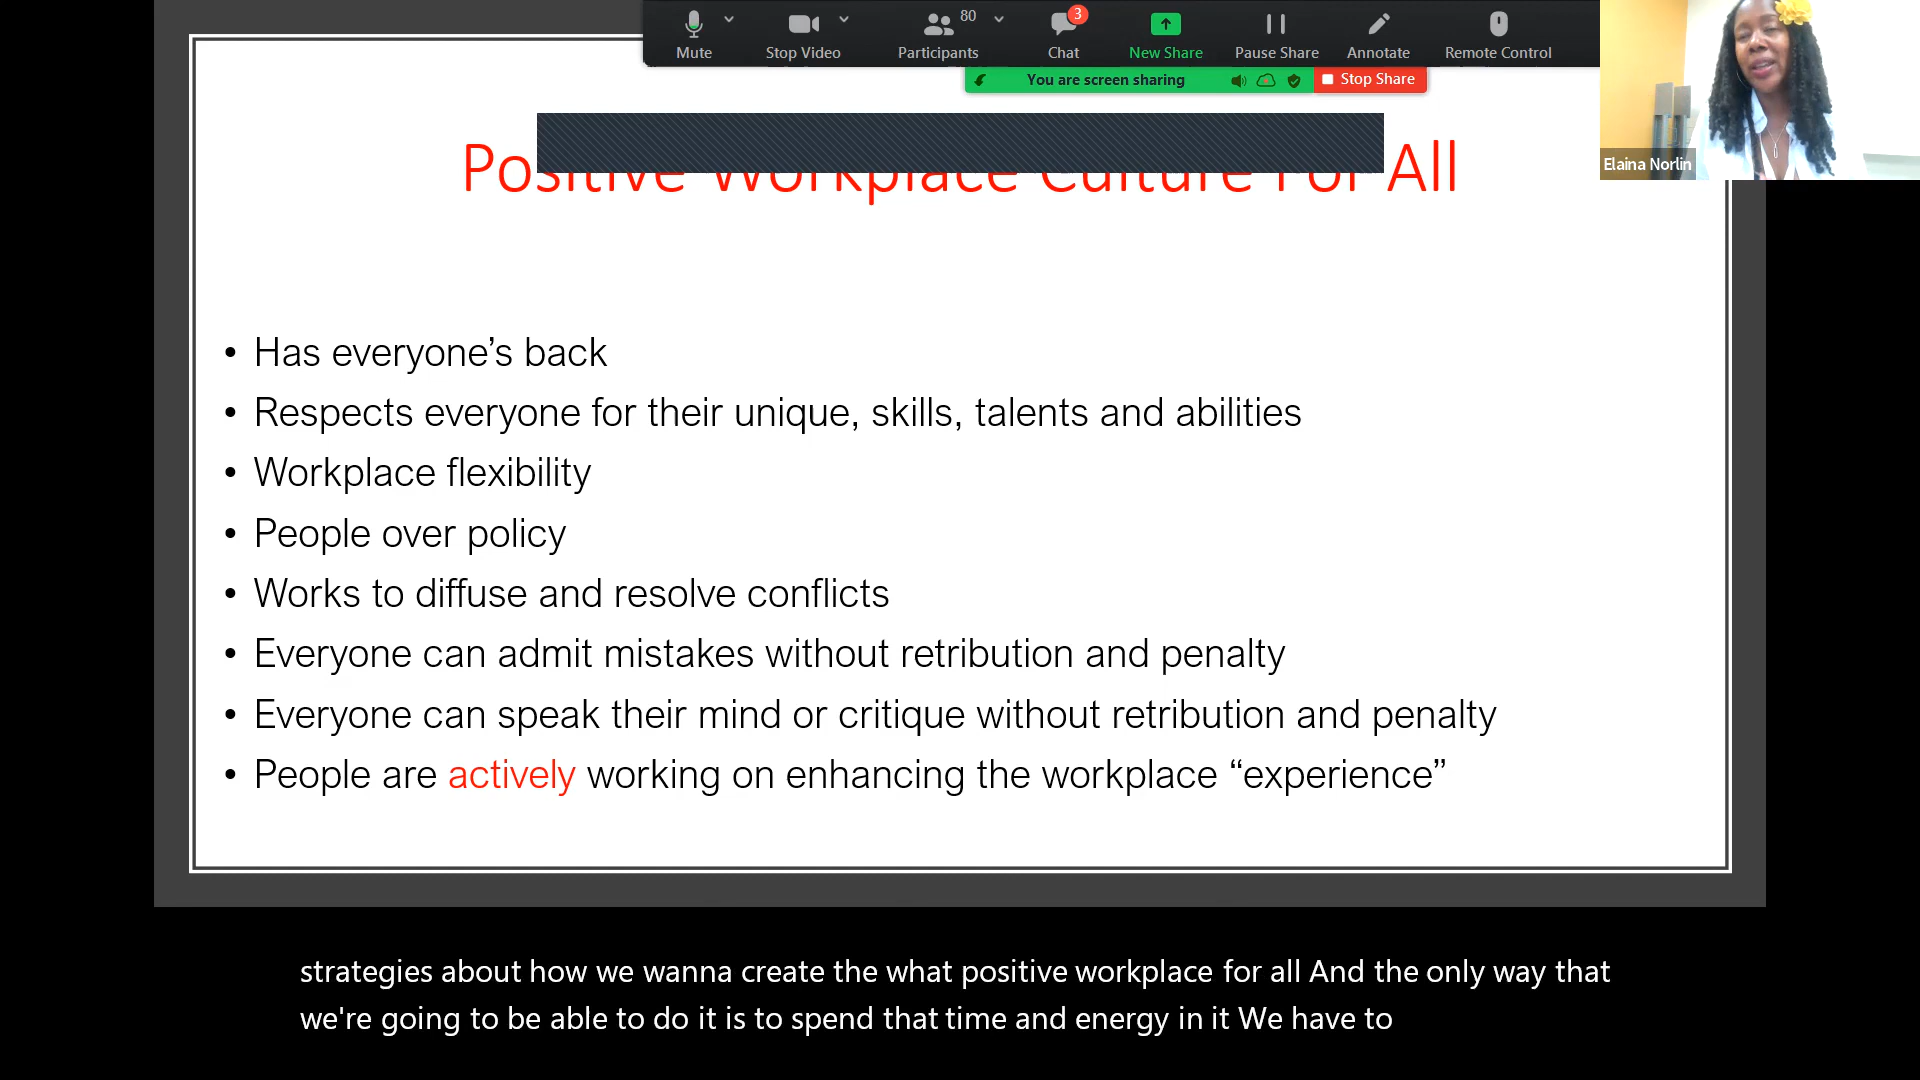 80
3
Mute
Stop Video
Participants
Chat
New Share
Pause Share
Annotate
Remote Control
You are screen sharing
Stop Share
Elaina Norlin
Positive Workplace Culture For All
• Has everyone’s back
• Respects everyone for their unique, skills, talents and abilities
• Workplace flexibility
• People over policy
• Works to diffuse and resolve conflicts
• Everyone can admit mistakes without retribution and penalty
• Everyone can speak their mind or critique without retribution and penalty
• People are actively working on enhancing the workplace “experience”
strategies about how we wanna create the what positive workplace for all And the only way that
we're going to be able to do it is to spend that time and energy in it We have to